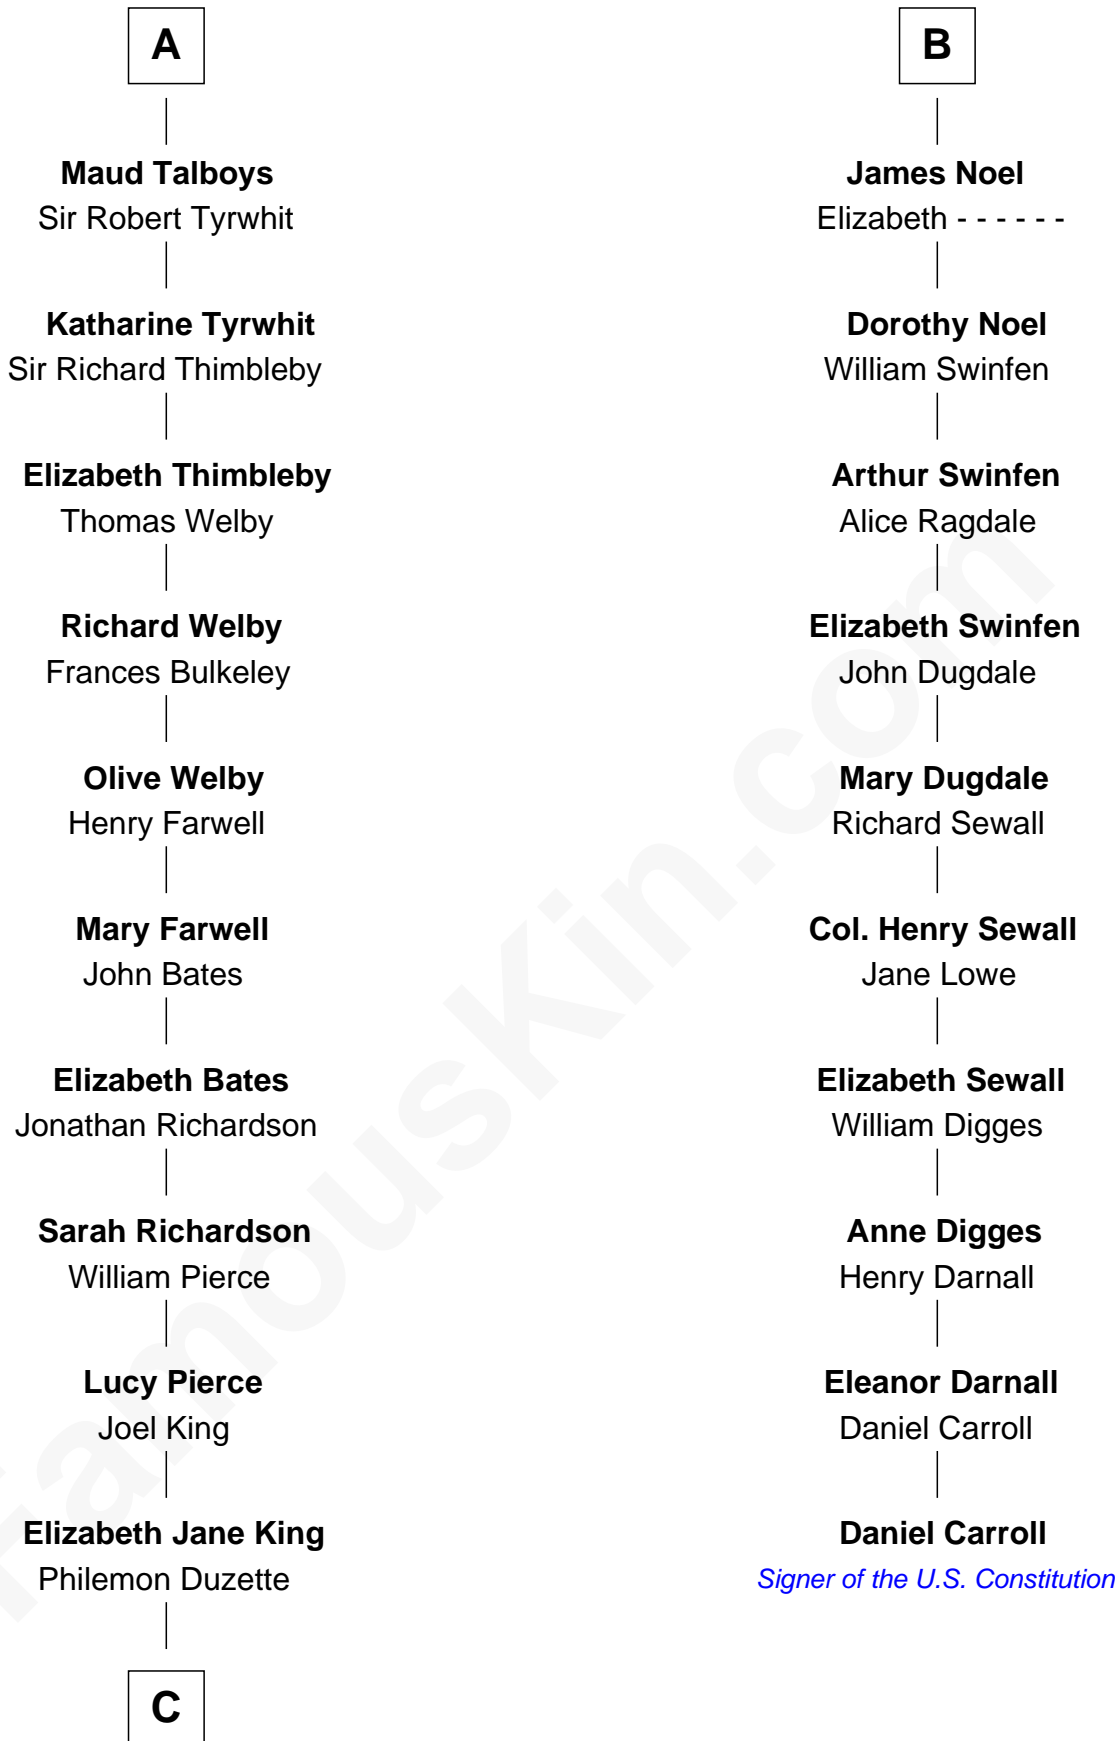 A
Maud Talboys
Sir Robert Tyrwhit
Katharine Tyrwhit
Sir Richard Thimbleby
Elizabeth Thimbleby
Thomas Welby
Richard Welby
Frances Bulkeley
Olive Welby
Henry Farwell
Mary Farwell
John Bates
Elizabeth Bates
Jonathan Richardson
Sarah Richardson
William Pierce
Lucy Pierce
Joel King
Elizabeth Jane King
Philemon Duzette
C
B
James Noel
Elizabeth - - - - - -
Dorothy Noel
William Swinfen
Arthur Swinfen
Alice Ragdale
Elizabeth Swinfen
John Dugdale
Mary Dugdale
Richard Sewall
Col. Henry Sewall
Jane Lowe
Elizabeth Sewall
William Digges
Anne Digges
Henry Darnall
Eleanor Darnall
Daniel Carroll
Daniel Carroll
Signer of the U.S. Constitution
FamousKin.com